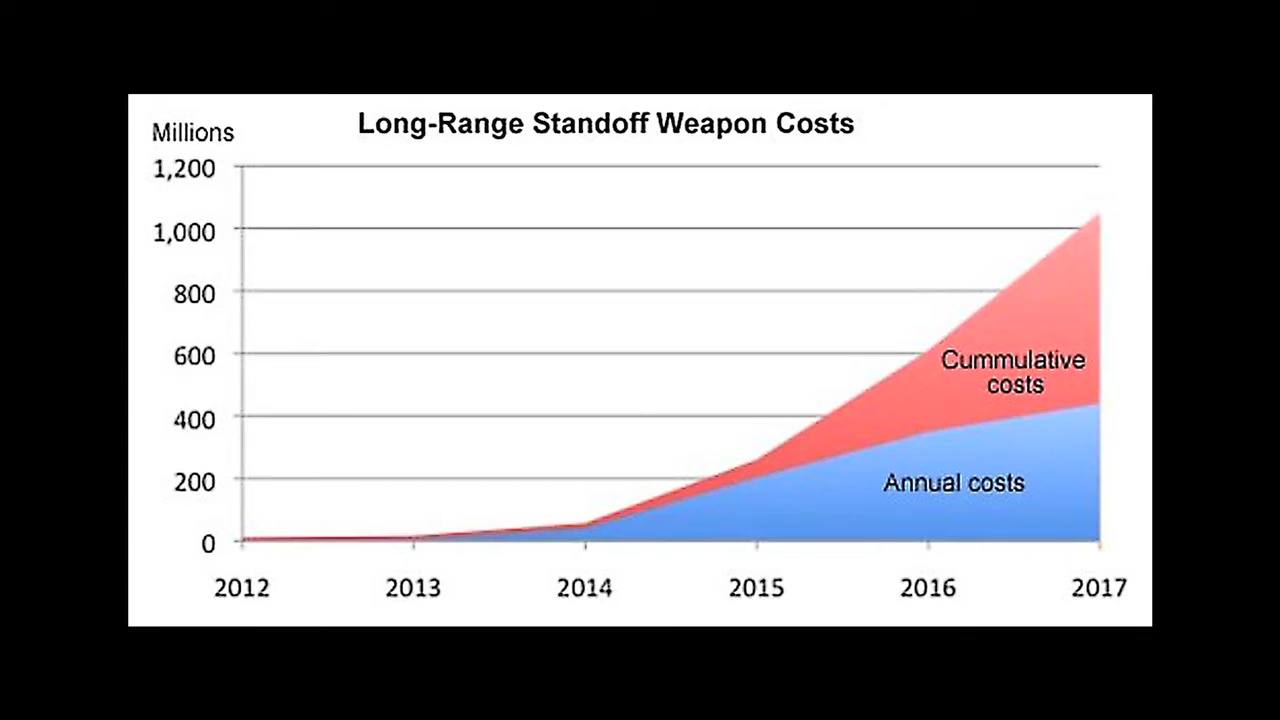 Long-Range Standoff Weapon Costs
Millions
1,200
1,000
800
600
400
200
0
Cummulative
costs
Annual costs
2012 2013 2014 2015 2016 2017